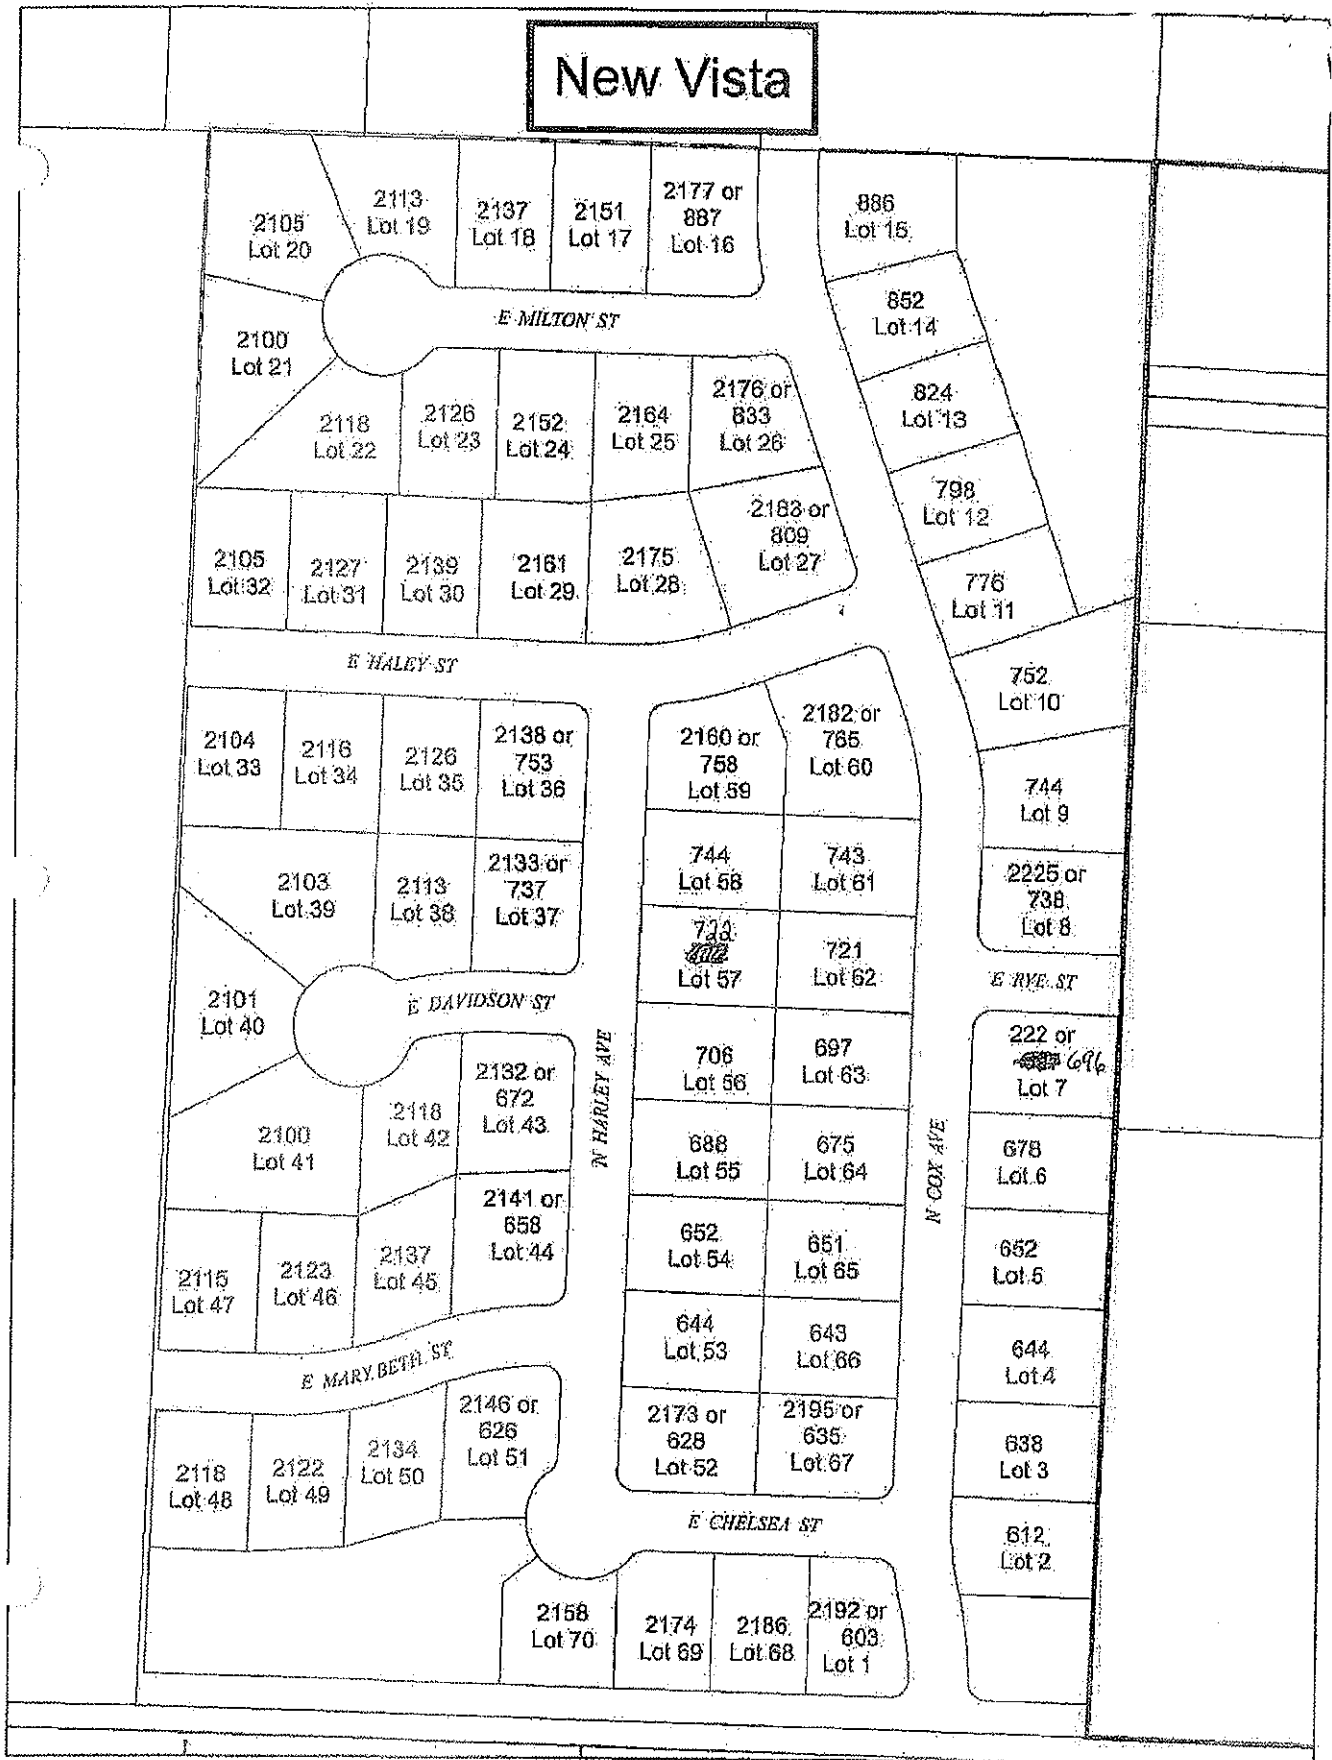 New Vista
2105
Lot 20
2113
Lot 19
2137
Lot 18
2151
Lot 17
2177 or
887
Lot 16
886
Lot 15
852
Lot 14
E MILTON ST
2100
Lot 21
2118
Lot 22
2126
Lot 23
2152
Lot 24
2164
Lot 25
2176 or
833
Lot 26
824
Lot 13
798
Lot 12
2105
Lot 32
2127
Lot 31
2139
Lot 30
2161
Lot 29
2175
Lot 28
2183 or
809
Lot 27
776
Lot 11
E HALEY ST
752
Lot 10
2104
Lot 33
2116
Lot 34
2126
Lot 35
2138 or
753
Lot 36
2160 or
758
Lot 59
2182 or
765
Lot 60
744
Lot 9
2103
Lot 39
2113
Lot 38
2133 or
737
Lot 37
744
Lot 58
743
Lot 61
2225 or
738
Lot 8
722
Lot 57
721
Lot 62
E RYE ST
2101
Lot 40
E DAVIDSON ST
N HARLEY AVE
706
Lot 56
697
Lot 63
222 or
696
Lot 7
2100
Lot 41
2118
Lot 42
2132 or
672
Lot 43
688
Lot 55
675
Lot 64
N COX AVE
678
Lot 6
2115
Lot 47
2123
Lot 46
2137
Lot 45
2141 or
658
Lot 44
652
Lot 54
651
Lot 65
652
Lot 5
E MARY BETH ST
644
Lot 53
643
Lot 66
644
Lot 4
2118
Lot 48
2122
Lot 49
2134
Lot 50
2146 or
626
Lot 51
2173 or
628
Lot 52
2195 or
635
Lot 67
638
Lot 3
E CHELSEA ST
612
Lot 2
2158
Lot 70
2174
Lot 69
2186
Lot 68
2192 or
603
Lot 1